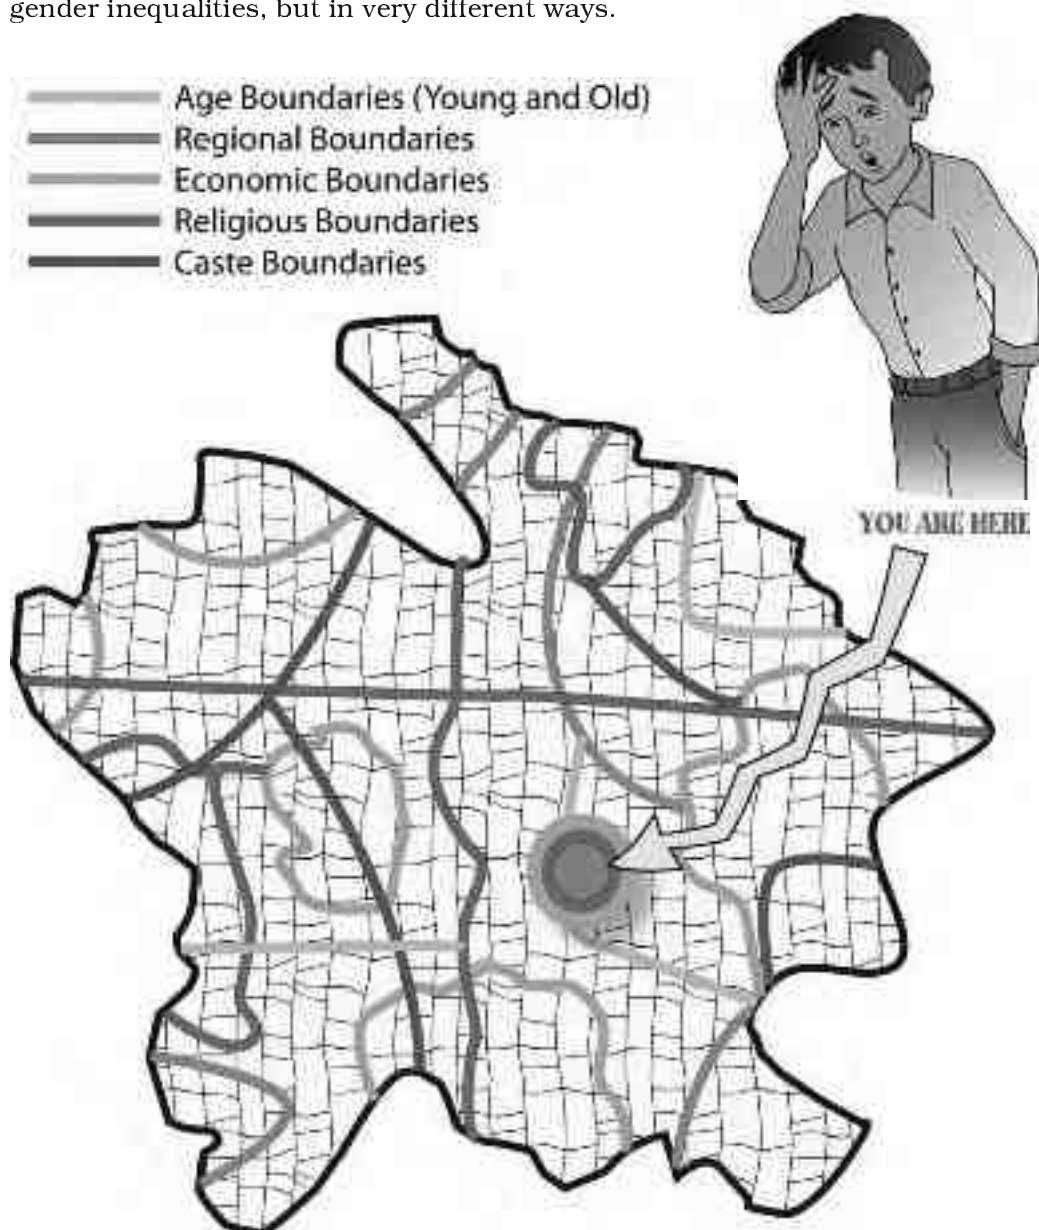 gender inequalities, but in very different ways.
Age Boundaries (Young and Old)
Regional Boundaries
Economic Boundaries
Religious Boundaries
Caste Boundaries
YOU ARE HERE